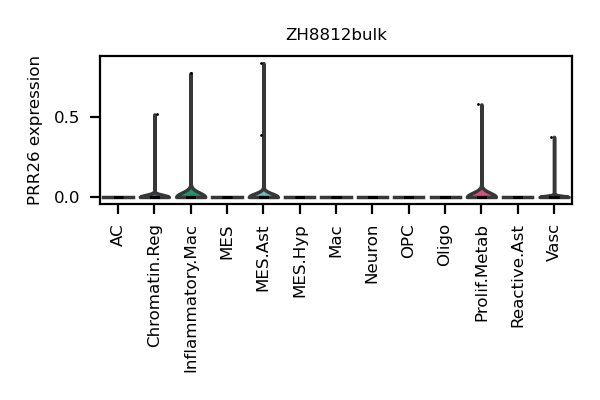 ZH8812bulk
PRR26 expression
0.5
0.0
AC
Chromatin.Reg
Inflammatory.Mac
MES
MES.Ast
MES.Hyp
Mac
Neuron
OPC
Oligo
Prolif.Metab
Reactive.Ast
Vasc